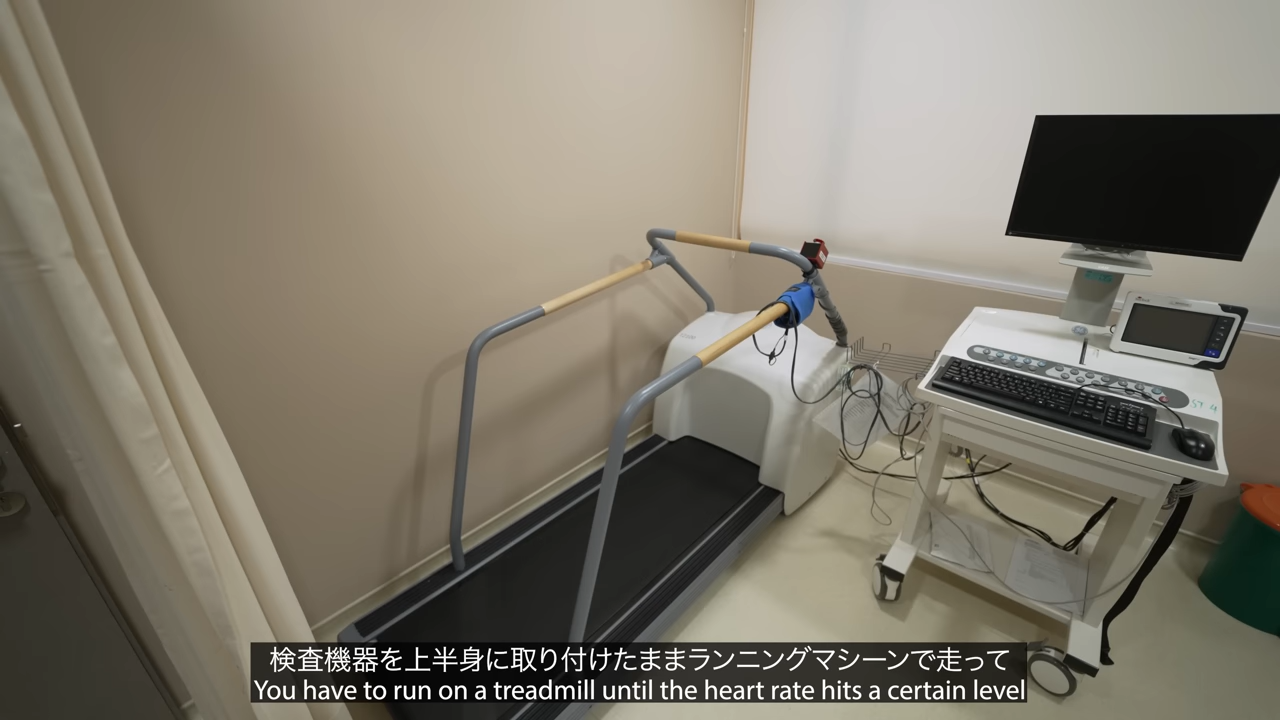 ST 4
検査機器を上半身に取り付けたままランニングマシーンで走って
You have to run on a treadmill until the heart rate hits a certain level